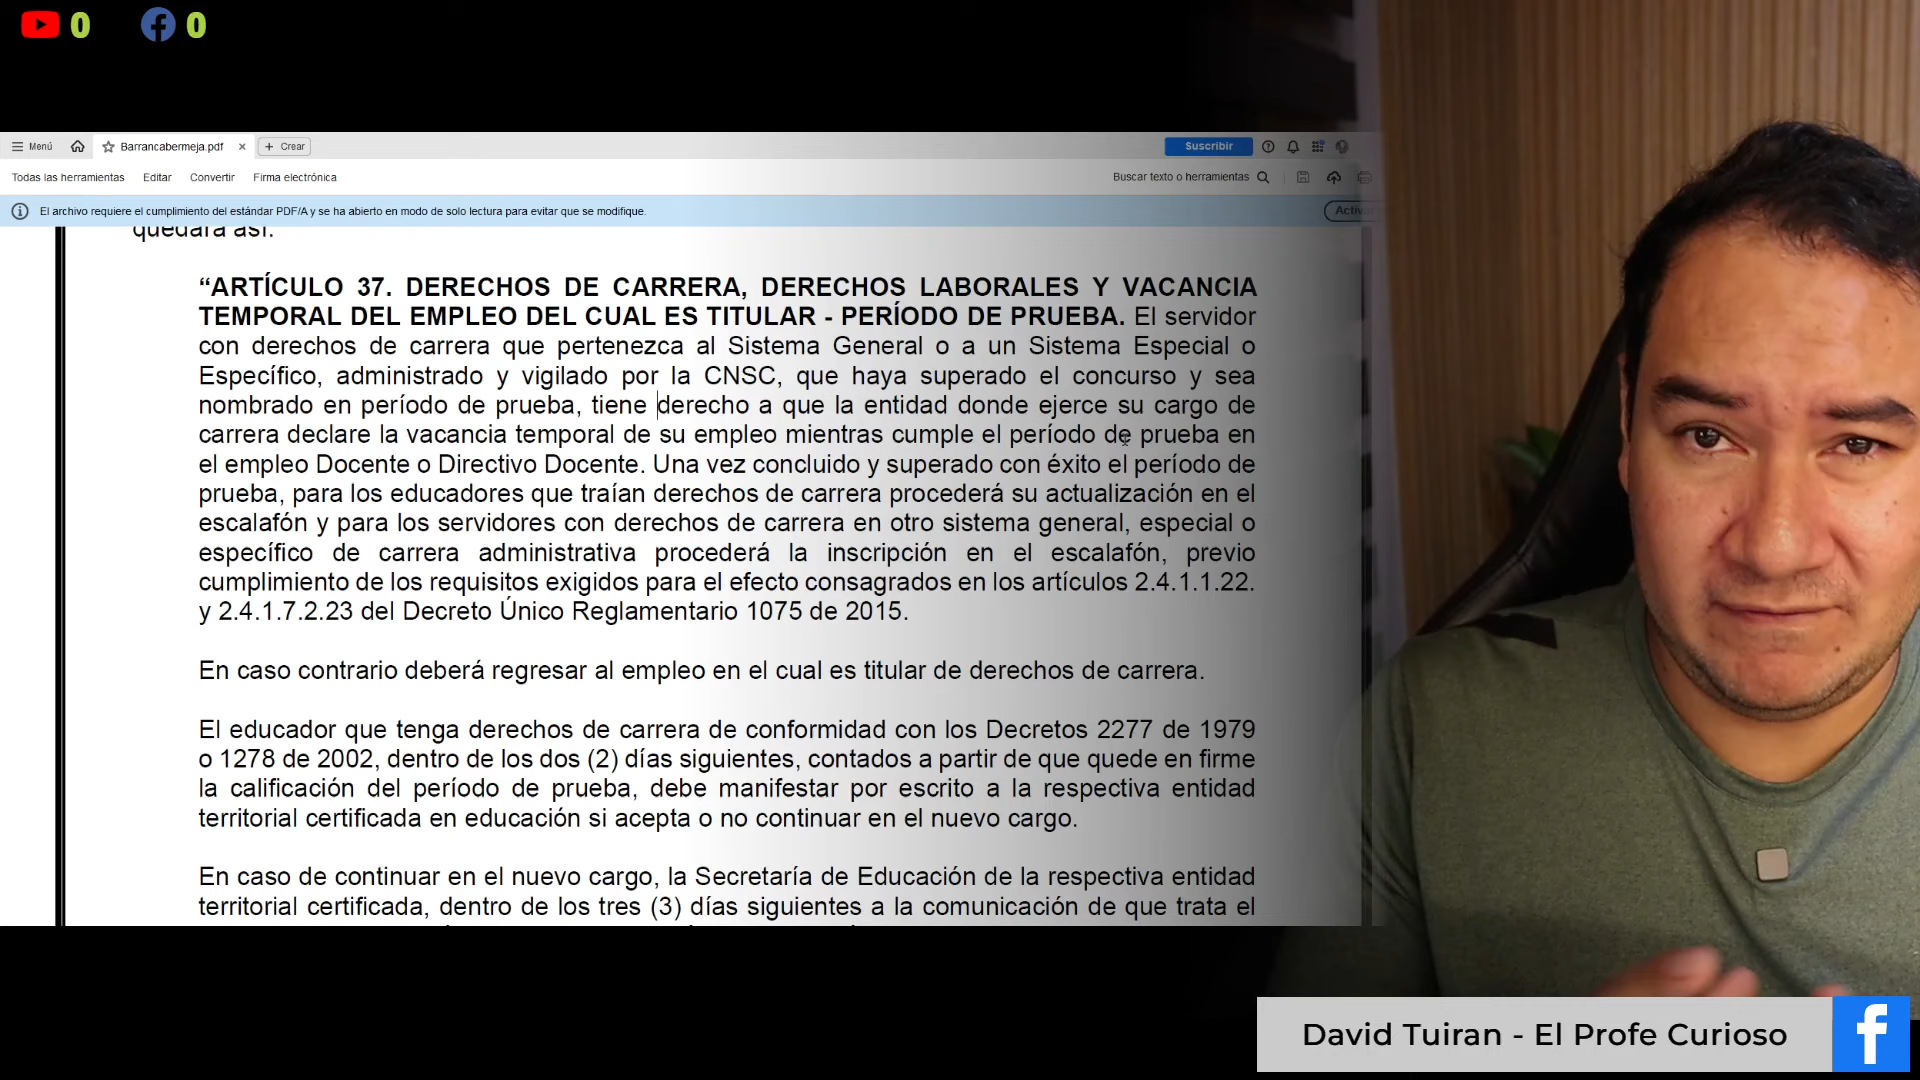 0 0
Menú Barrancabermeja.pdf × + Crear Suscribir
Todas las herramientas Editar Convertir Firma electrónica Buscar texto o herramientas
El archivo requiere el cumplimiento del estándar PDF/A y se ha abierto en modo de solo lectura para evitar que se modifique.
quedará así:
“ARTÍCULO 37. DERECHOS DE CARRERA, DERECHOS LABORALES Y VACANCIA
TEMPORAL DEL EMPLEO DEL CUAL ES TITULAR - PERÍODO DE PRUEBA. El servidor
con derechos de carrera que pertenezca al Sistema General o a un Sistema Especial o
Específico, administrado y vigilado por la CNSC, que haya superado el concurso y sea
nombrado en período de prueba, tiene derecho a que la entidad donde ejerce su cargo de
carrera declare la vacancia temporal de su empleo mientras cumple el período de prueba en
el empleo Docente o Directivo Docente. Una vez concluido y superado con éxito el período de
prueba, para los educadores que traían derechos de carrera procederá su actualización en el
escalafón y para los servidores con derechos de carrera en otro sistema general, especial o
específico de carrera administrativa procederá la inscripción en el escalafón, previo
cumplimiento de los requisitos exigidos para el efecto consagrados en los artículos 2.4.1.1.22.
y 2.4.1.7.2.23 del Decreto Único Reglamentario 1075 de 2015.
En caso contrario deberá regresar al empleo en el cual es titular de derechos de carrera.
El educador que tenga derechos de carrera de conformidad con los Decretos 2277 de 1979
o 1278 de 2002, dentro de los dos (2) días siguientes, contados a partir de que quede en firme
la calificación del período de prueba, debe manifestar por escrito a la respectiva entidad
territorial certificada en educación si acepta o no continuar en el nuevo cargo.
En caso de continuar en el nuevo cargo, la Secretaría de Educación de la respectiva entidad
territorial certificada, dentro de los tres (3) días siguientes a la comunicación de que trata el
David Tuiran - El Profe Curioso